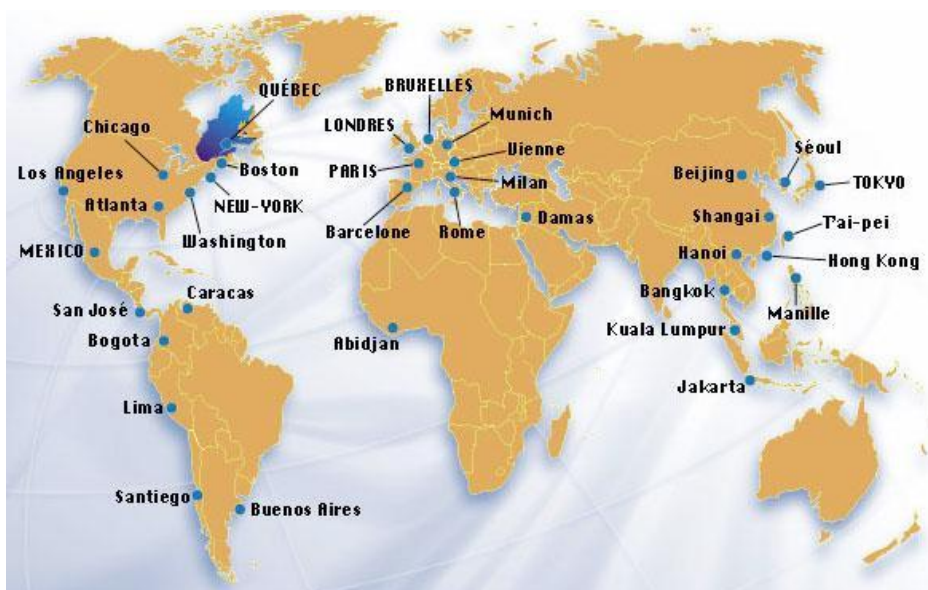 QUÉBEC
BRUXELLES
Chicago
LONDRES
Munich
Vienne
Séoul
Los Angeles
Boston
PARIS
Milan
Beijing
TOKYO
Atlanta
NEW-YORK
Barcelone
Rome
Damas
Shangai
T'ai-pei
Washington
MEXICO
Hanoi
Hong Kong
Caracas
Bangkok
San José
Manille
Bogota
Abidjan
Kuala Lumpur
Jakarta
Lima
Santiego
Buenos Aires